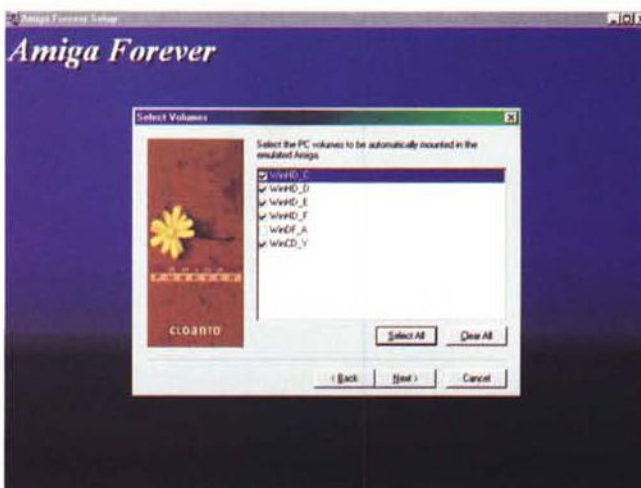 Amiga Forever Setup
Amiga Forever
Select Volumes
Select the PC volumes to be automatically mounted in the
emulated Amiga.
WinHD_C
WinHD_D
WinHD_E
WinHD_F
WinDF_A
WinCD_V
AMIGA
FOREVER
CLOANTO
Select All
Clear All
< Back
Next >
Cancel